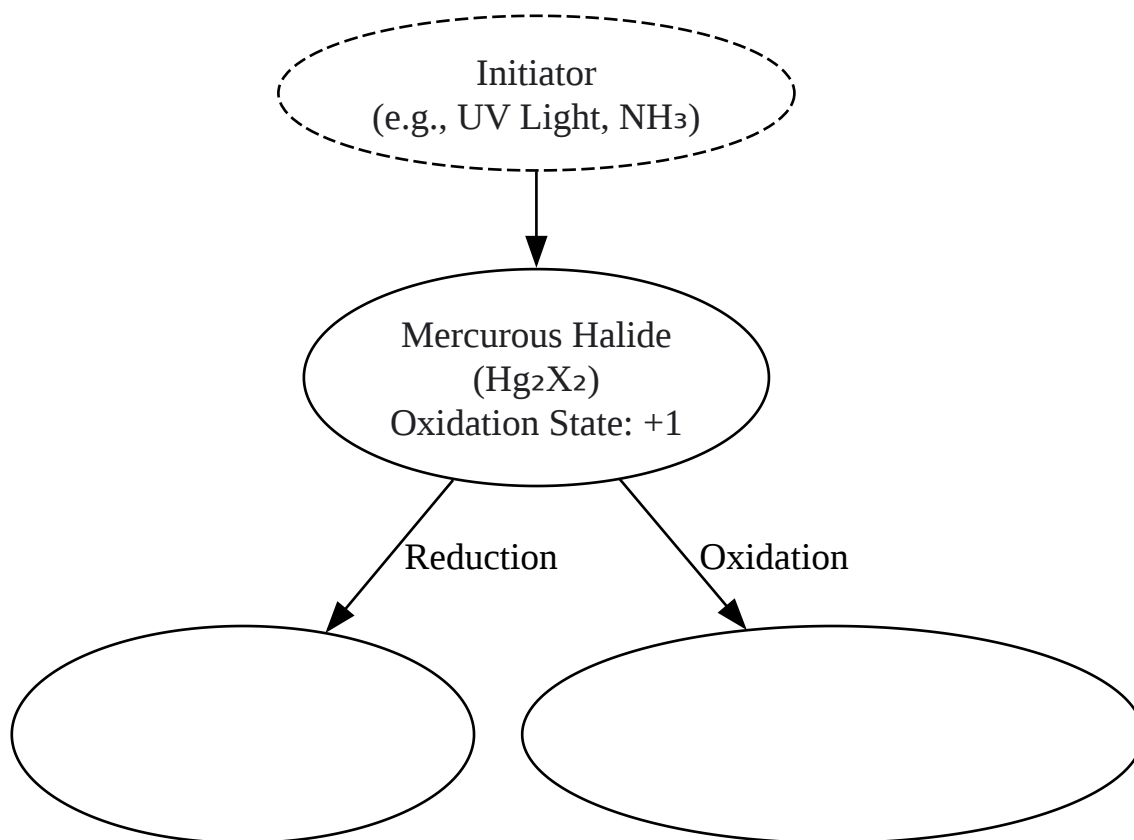 Initiator
(e.g., UV Light, NH₃)
Mercurous Halide
(Hg₂X₂)
Oxidation State: +1
Reduction
Oxidation